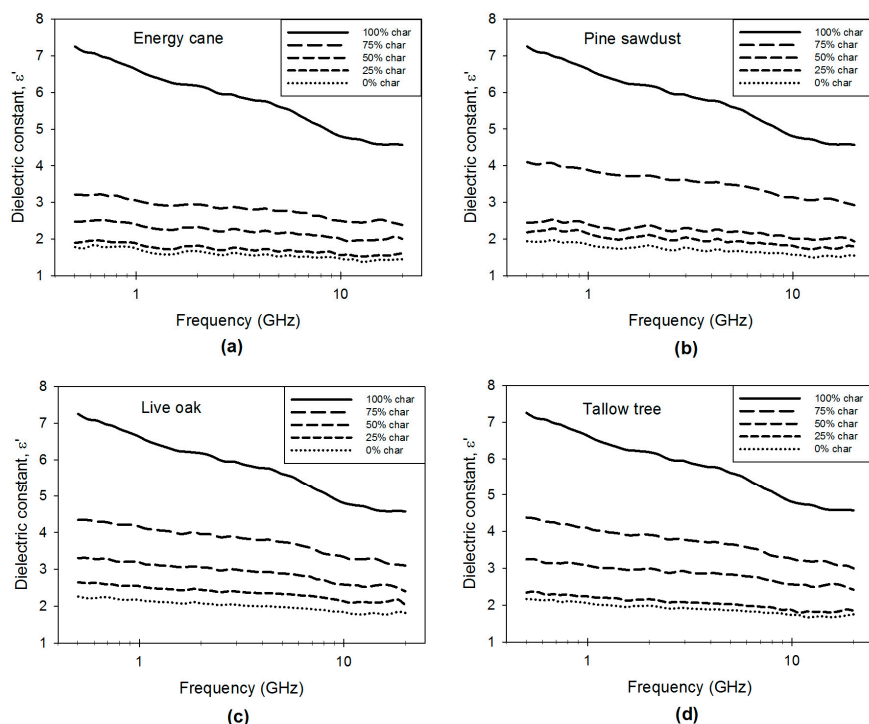 Energy cane
100% char
75% char
50% char
25% char
0% char
8
7
6
5
4
3
2
1
Dielectric constant, ε'
1
10
Frequency (GHz)
(a)
Pine sawdust
100% char
75% char
50% char
25% char
0% char
8
7
6
5
4
3
2
1
Dielectric constant, ε'
1
10
Frequency (GHz)
(b)
Live oak
100% char
75% char
50% char
25% char
0% char
8
7
6
5
4
3
2
1
Dielectric constant, ε'
1
10
Frequency (GHz)
(c)
Tallow tree
100% char
75% char
50% char
25% char
0% char
8
7
6
5
4
3
2
1
Dielectric constant, ε'
1
10
Frequency (GHz)
(d)